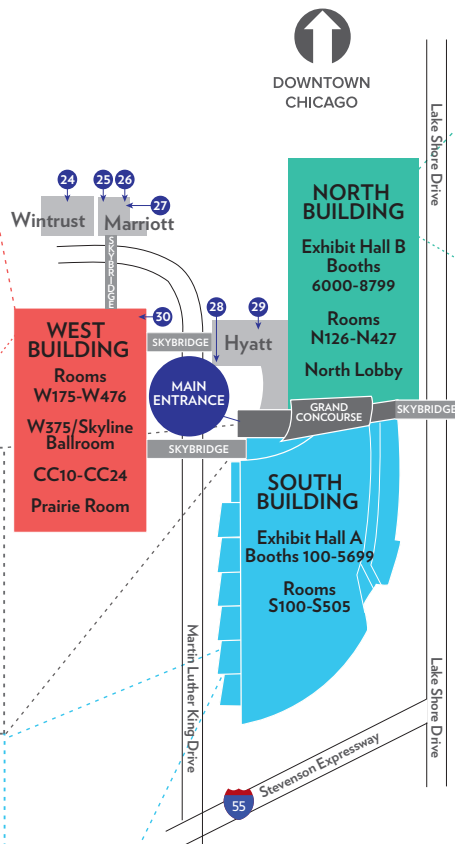 DOWNTOWN
CHICAGO
Lake Shore Drive
24
25
26
27
Wintrust
Marriott
SKYBRIDGE
NORTH
BUILDING
Exhibit Hall B
Booths
6000-8799
Rooms
N126-N427
North Lobby
28
29
30
SKYBRIDGE
Hyatt
WEST
BUILDING
Rooms
W175-W476
W375/Skyline
Ballroom
CC10-CC24
Prairie Room
MAIN
ENTRANCE
GRAND
CONCOURSE
SKYBRIDGE
SKYBRIDGE
SOUTH
BUILDING
Exhibit Hall A
Booths 100-5699
Rooms
S100-S505
Martin Luther King Drive
Lake Shore Drive
Stevenson Expressway
55